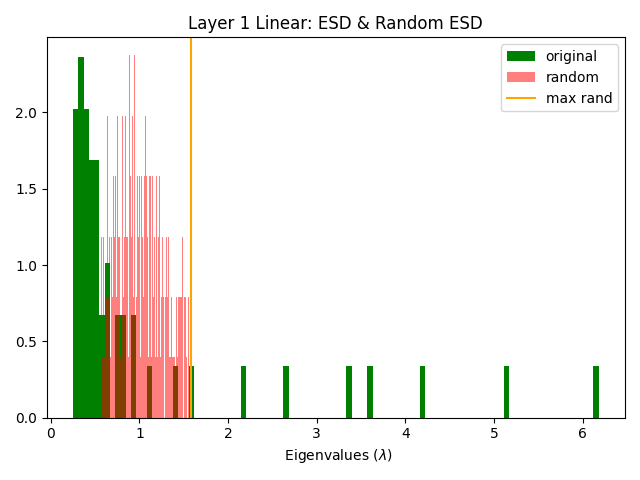 Layer 1 Linear: ESD & Random ESD
original
random
max rand
2.0
1.5
1.0
0.5
0.0
0 1 2 3 4 5 6
Eigenvalues (λ)